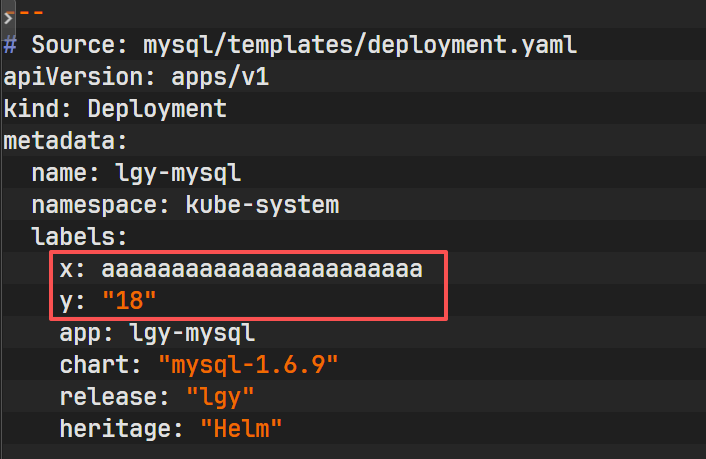 ---
# Source: mysql/templates/deployment.yaml
apiVersion: apps/v1
kind: Deployment
metadata:
  name: lgy-mysql
  namespace: kube-system
  labels:
    x: aaaaaaaaaaaaaaaaaaaaaaa
    y: "18"
    app: lgy-mysql
    chart: "mysql-1.6.9"
    release: "lgy"
    heritage: "Helm"